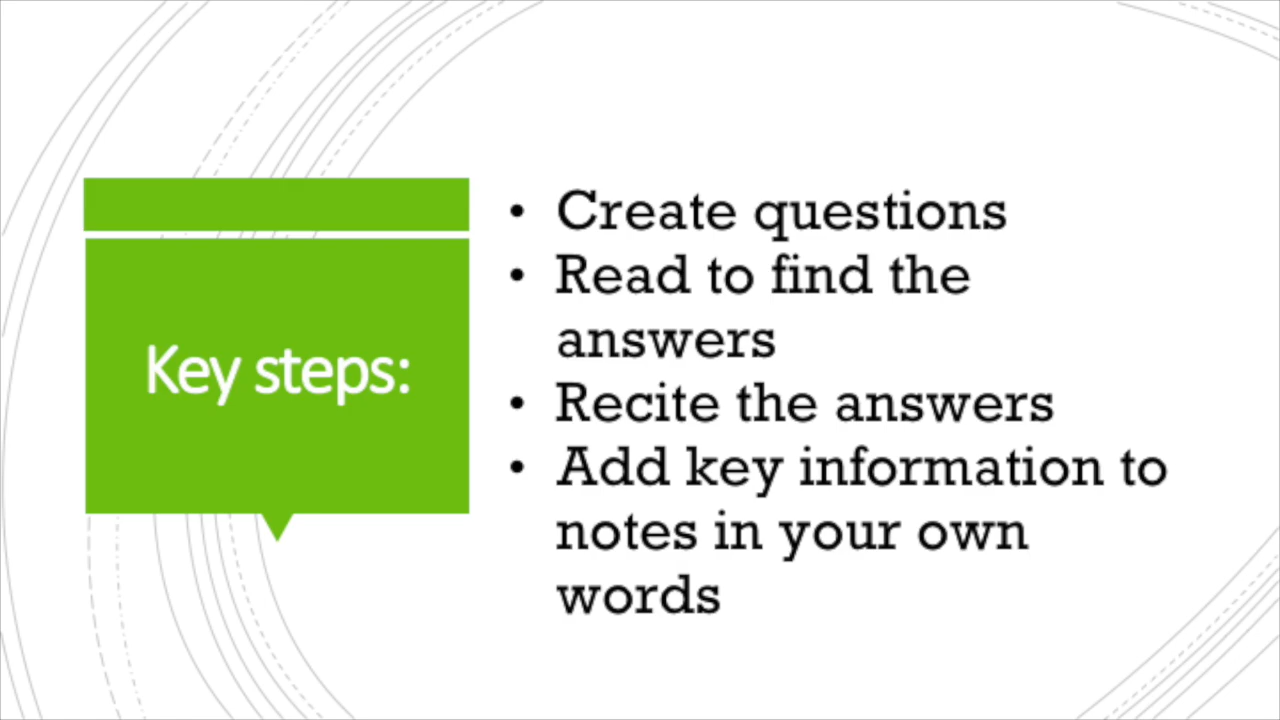 Key steps:
• Create questions
• Read to find the
answers
• Recite the answers
• Add key information to
notes in your own
words